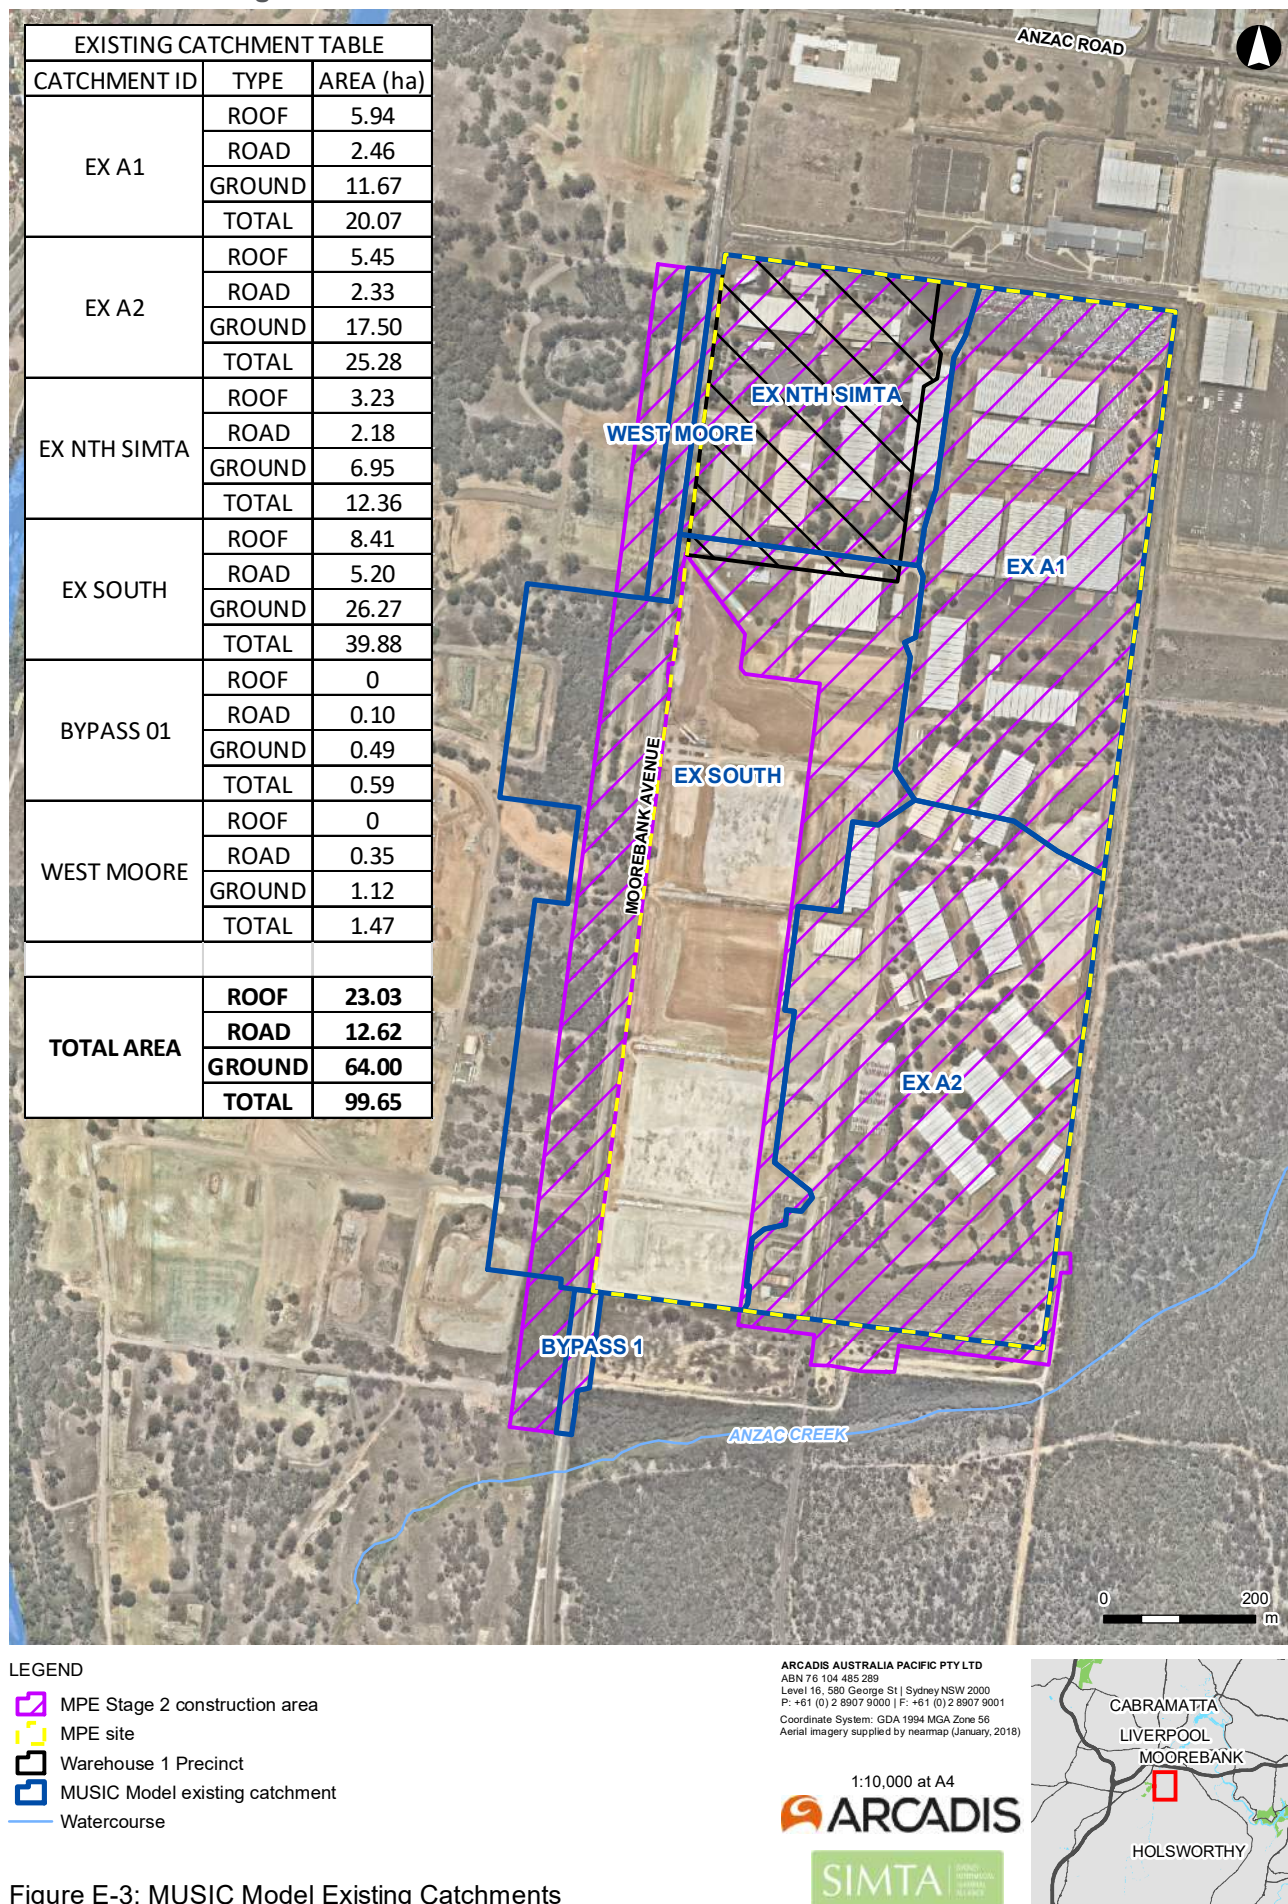 EXISTING CATCHMENT TABLE
CATCHMENT ID TYPE AREA (ha)
EX A1
ROOF 5.94
ROAD 2.46
GROUND 11.67
TOTAL 20.07
EX A2
ROOF 5.45
ROAD 2.33
GROUND 17.50
TOTAL 25.28
EX NTH SIMTA
ROOF 3.23
ROAD 2.18
GROUND 6.95
TOTAL 12.36
EX SOUTH
ROOF 8.41
ROAD 5.20
GROUND 26.27
TOTAL 39.88
BYPASS 01
ROOF 0
ROAD 0.10
GROUND 0.49
TOTAL 0.59
WEST MOORE
ROOF 0
ROAD 0.35
GROUND 1.12
TOTAL 1.47
TOTAL AREA
ROOF 23.03
ROAD 12.62
GROUND 64.00
TOTAL 99.65
ANZAC ROAD
EX NTH SIMTA
WEST MOORE
EX A1
MOOREBANK AVENUE
EX SOUTH
EX A2
BYPASS 1
ANZAC CREEK
0 200
m
LEGEND
MPE Stage 2 construction area
MPE site
Warehouse 1 Precinct
MUSIC Model existing catchment
Watercourse
ARCADIS AUSTRALIA PACIFIC PTY LTD
ABN 76 104 485 289
Level 16, 580 George St | Sydney NSW 2000
P: +61 (0) 2 8907 9000 | F: +61 (0) 2 8907 9001
Coordinate System: GDA 1994 MGA Zone 56
Aerial imagery supplied by nearmap (January, 2018)
1:10,000 at A4
ARCADIS
SIMTA
CABRAMATTA
LIVERPOOL
MOOREBANK
HOLSWORTHY
Figure E-3: MUSIC Model Existing Catchments